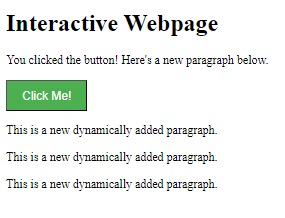 Interactive Webpage
You clicked the button! Here's a new paragraph below.
Click Me!
This is a new dynamically added paragraph.
This is a new dynamically added paragraph.
This is a new dynamically added paragraph.